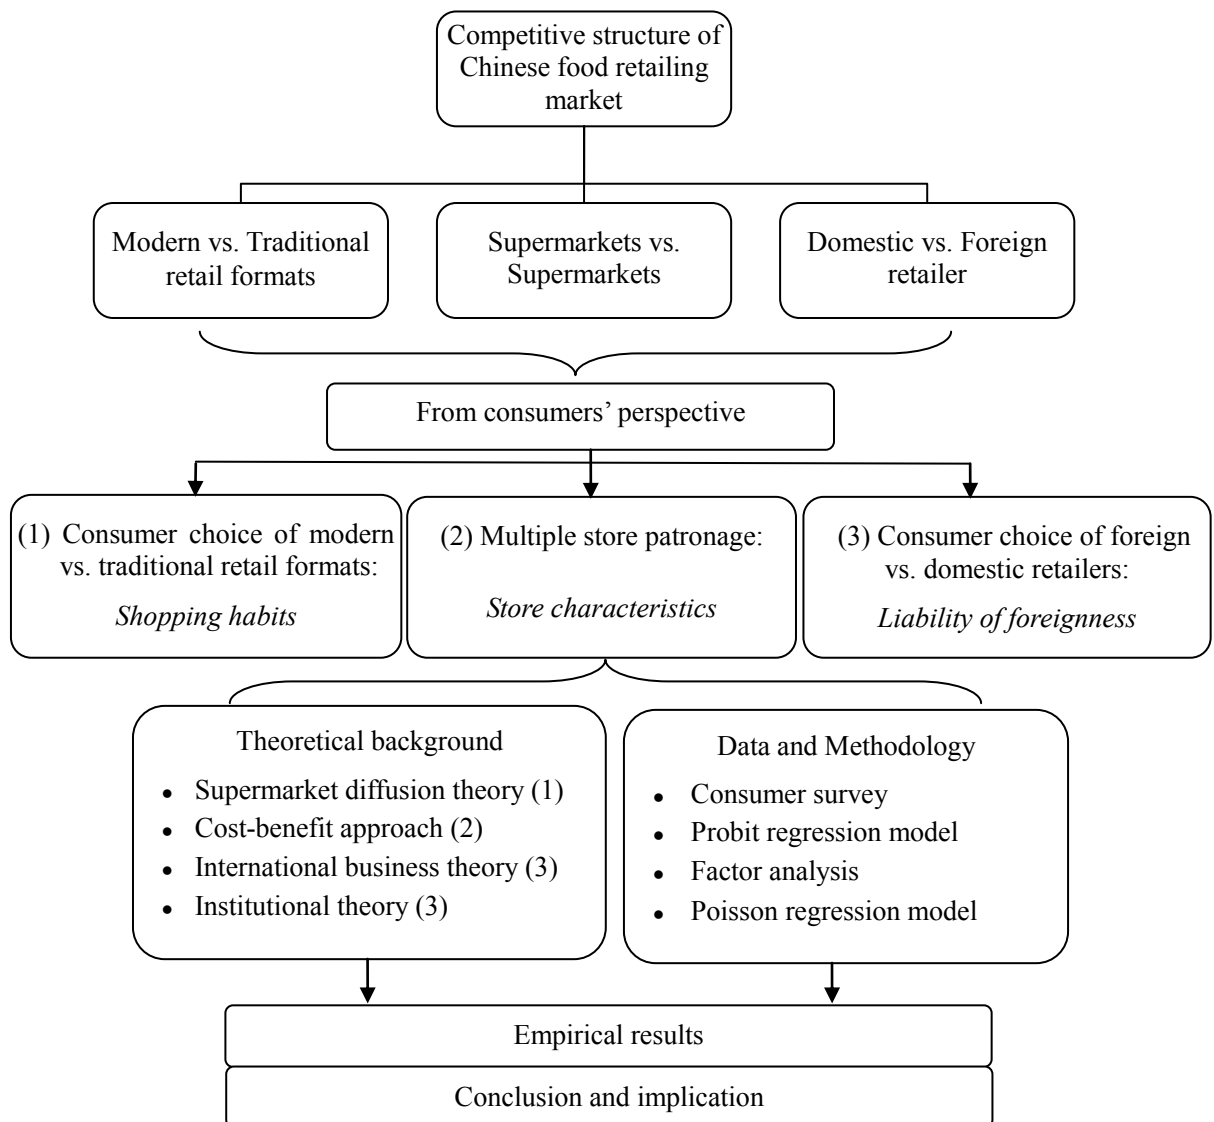 Competitive structure of
Chinese food retailing
market
Modern vs. Traditional
retail formats
Supermarkets vs.
Supermarkets
Domestic vs. Foreign
retailer
From consumers’ perspective
(1) Consumer choice of modern
vs. traditional retail formats:
Shopping habits
(2) Multiple store patronage:
Store characteristics
(3) Consumer choice of foreign
vs. domestic retailers:
Liability of foreignness
Theoretical background
• Supermarket diffusion theory (1)
• Cost-benefit approach (2)
• International business theory (3)
• Institutional theory (3)
Data and Methodology
• Consumer survey
• Probit regression model
• Factor analysis
• Poisson regression model
Empirical results
Conclusion and implication